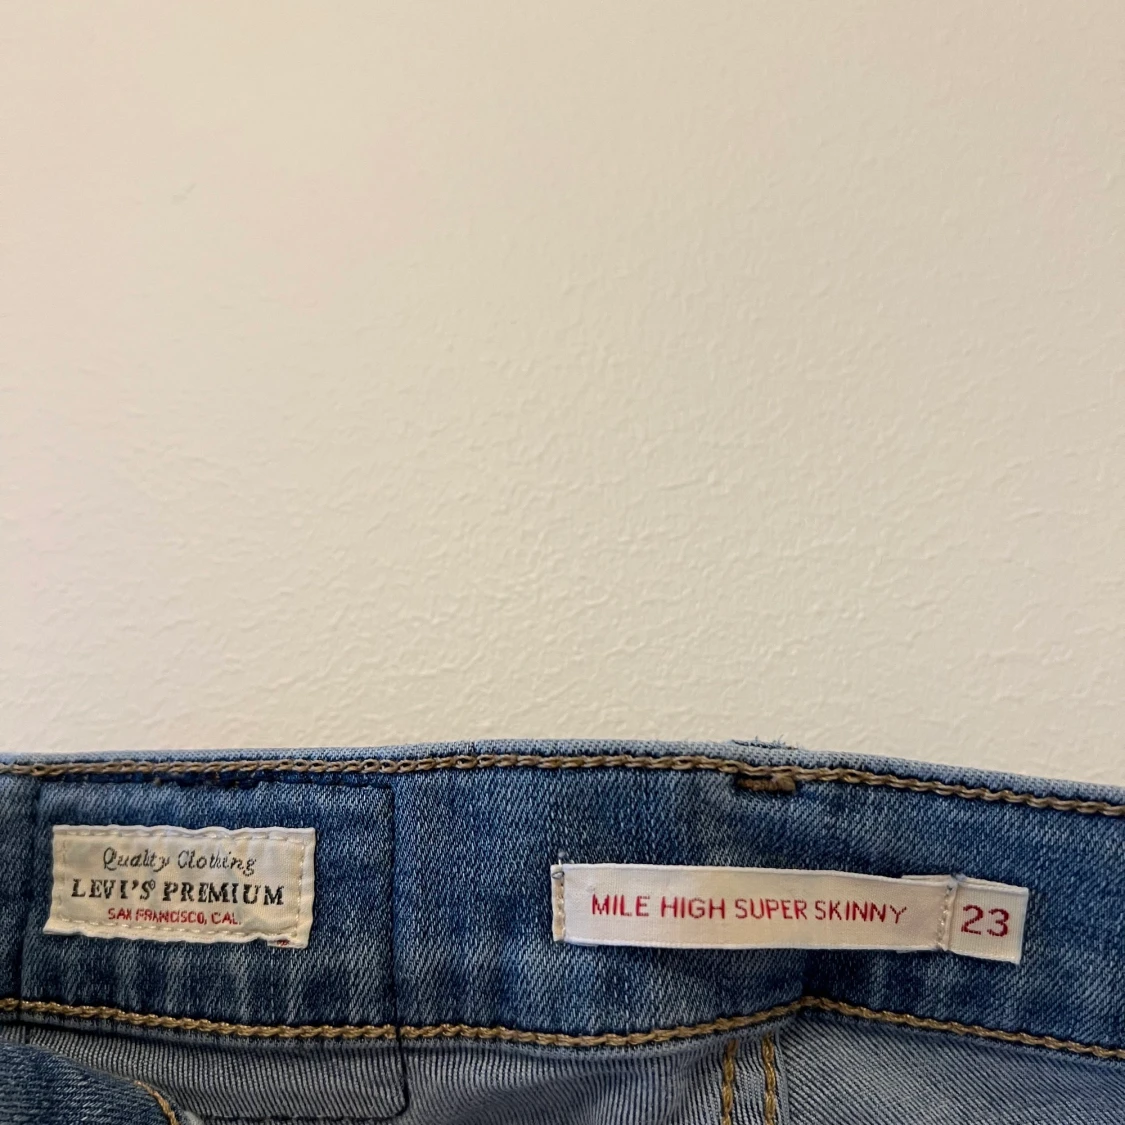 Quality Clothing
LEVI'S® PREMIUM
SAN FRANCISCO, CAL.
MILE HIGH SUPER SKINNY
23